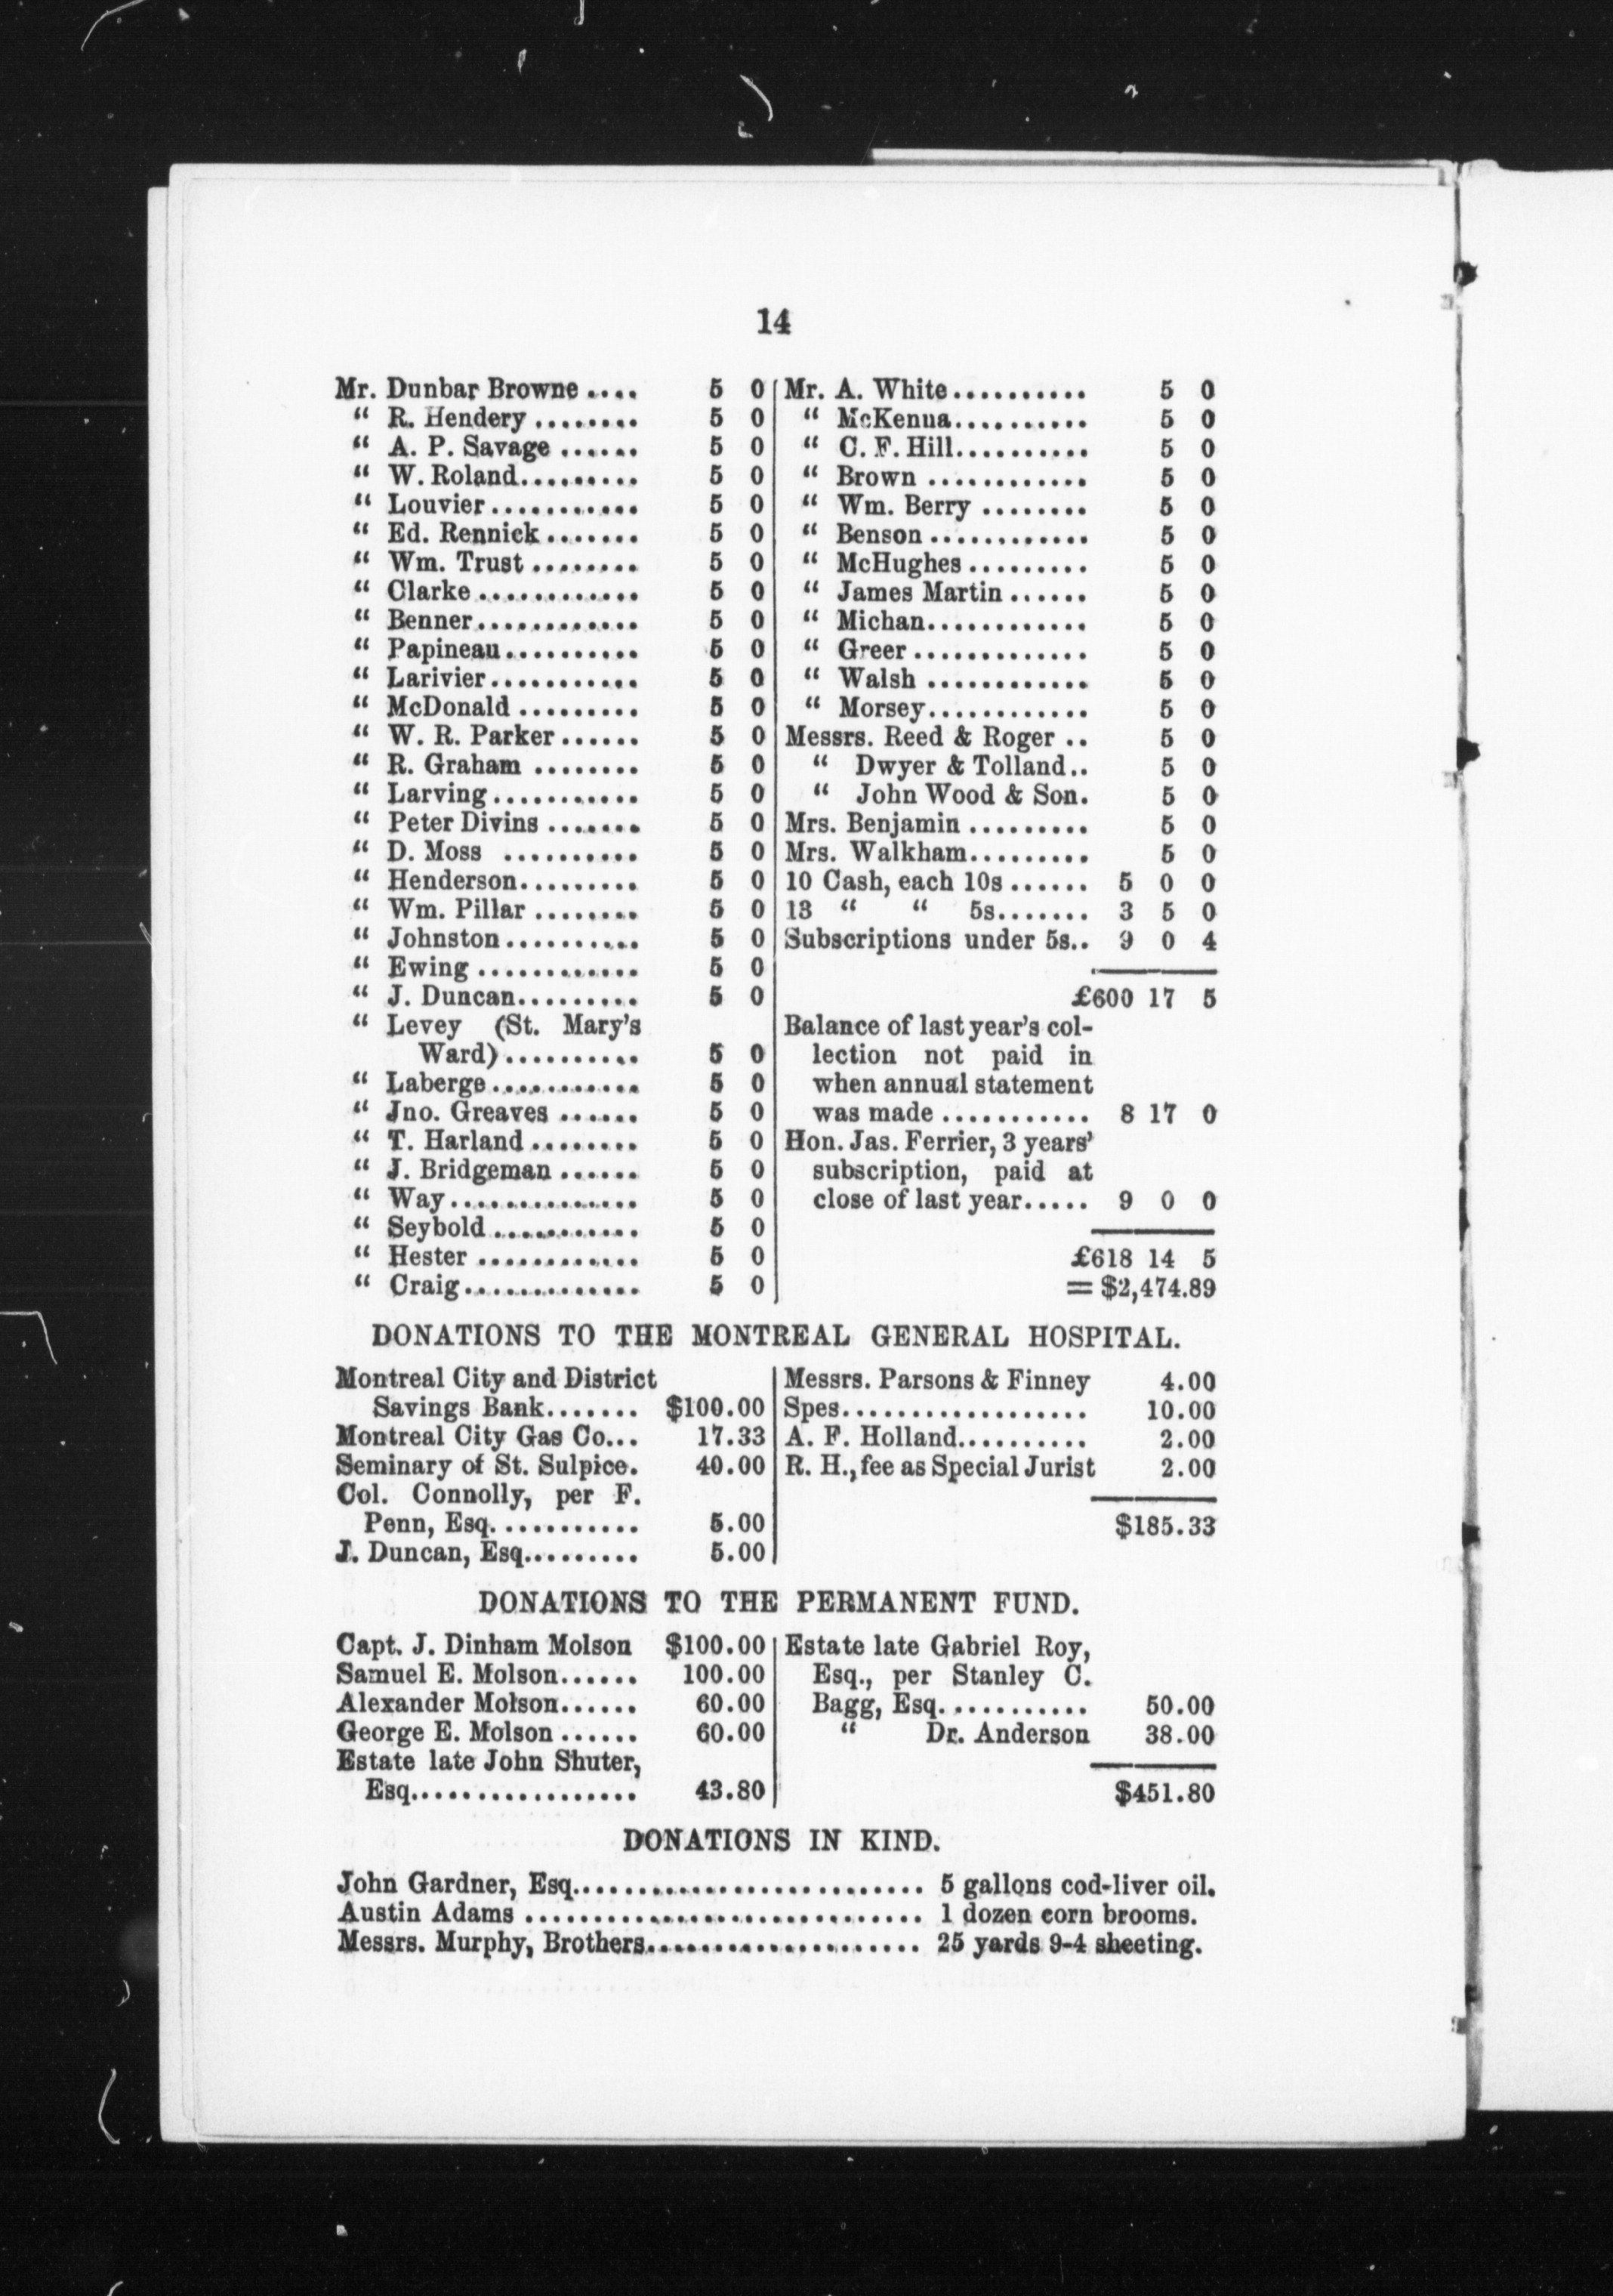 14
Mr. Dunbar Browne .... 5 0
“ R. Hendery ........ 5 0
“ A. P. Savage ...... 5 0
“ W. Roland......... 5 0
“ Louvier........... 5 0
“ Ed. Rennick ....... 5 0
“ Wm. Trust ........ 5 0
“ Clarke ............ 5 0
“ Benner............ 5 0
“ Papineau.......... 5 0
“ Larivier........... 5 0
“ McDonald ......... 5 0
“ W. R. Parker ...... 5 0
“ R. Graham ........ 5 0
“ Larving........... 5 0
“ Peter Divins ....... 5 0
“ D. Moss .......... 5 0
“ Henderson......... 5 0
“ Wm. Pillar ........ 5 0
“ Johnston.......... 5 0
“ Ewing ............ 5 0
“ J. Duncan......... 5 0
“ Levey (St. Mary’s
Ward).......... 5 0
“ Laberge........... 5 0
“ Jno. Greaves ...... 5 0
“ T. Harland ........ 5 0
“ J. Bridgeman ...... 5 0
“ Way.............. 5 0
“ Seybold........... 5 0
“ Hester ............ 5 0
“ Craig............. 5 0
Mr. A. White.......... 5 0
“ McKenua.......... 5 0
“ C. F. Hill.......... 5 0
“ Brown ............ 5 0
“ Wm. Berry ........ 5 0
“ Benson ............ 5 0
“ McHughes ......... 5 0
“ James Martin ...... 5 0
“ Michan............ 5 0
“ Greer ............. 5 0
“ Walsh ............ 5 0
“ Morsey............ 5 0
Messrs. Reed & Roger .. 5 0
“ Dwyer & Tolland.. 5 0
“ John Wood & Son. 5 0
Mrs. Benjamin ......... 5 0
Mrs. Walkham......... 5 0
10 Cash, each 10s ...... 5 0 0
13 “ “ 5s....... 3 5 0
Subscriptions under 5s.. 9 0 4
£600 17 5
Balance of last year’s col-
lection not paid in
when annual statement
was made ........... 8 17 0
Hon. Jas. Ferrier, 3 years’
subscription, paid at
close of last year..... 9 0 0
£618 14 5
= $2,474.89
DONATIONS TO THE MONTREAL GENERAL HOSPITAL.
Montreal City and District
Savings Bank....... $100.00
Montreal City Gas Co... 17.33
Seminary of St. Sulpice. 40.00
Col. Connolly, per F.
Penn, Esq........... 5.00
J. Duncan, Esq......... 5.00
Messrs. Parsons & Finney 4.00
Spes.................. 10.00
A. F. Holland.......... 2.00
R. H., fee as Special Jurist 2.00
$185.33
DONATIONS TO THE PERMANENT FUND.
Capt. J. Dinham Molson $100.00
Samuel E. Molson...... 100.00
Alexander Molson...... 60.00
George E. Molson ...... 60.00
Estate late John Shuter,
Esq................. 43.80
Estate late Gabriel Roy,
Esq., per Stanley C.
Bagg, Esq........... 50.00
“ Dr. Anderson 38.00
$451.80
DONATIONS IN KIND.
John Gardner, Esq.......................... 5 gallons cod-liver oil.
Austin Adams ............................. 1 dozen corn brooms.
Messrs. Murphy, Brothers.................... 25 yards 9-4 sheeting.